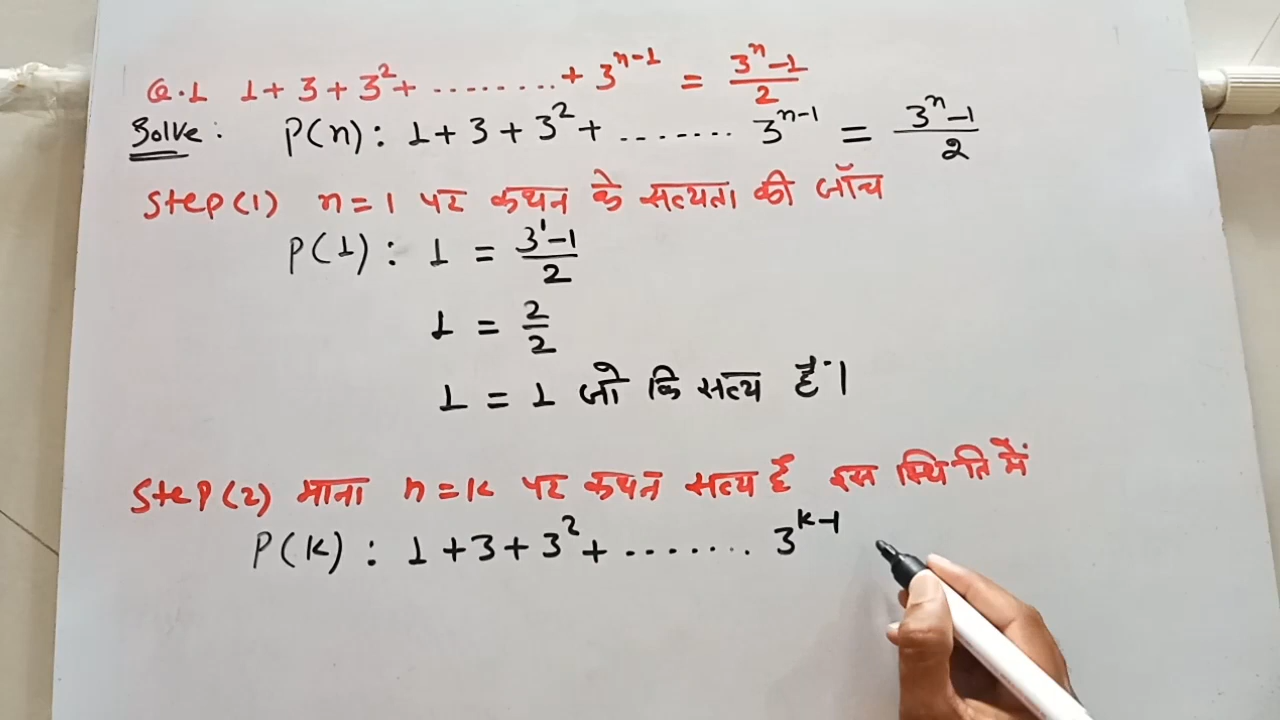 Q.1 1+3+3²+ ........ + 3ⁿ⁻¹ = (3ⁿ-1)/2
Solve : P(n) : 1+3+3²+ ....... 3ⁿ⁻¹ = (3ⁿ-1)/2
Step(1) n=1 पर कथन के सत्यता की जाँच
P(1) : 1 = (3¹-1)/2
1 = 2/2
1 = 1 जो कि सत्य है।
Step(2) माना n=k पर कथन सत्य है इस स्थिति में
P(k) : 1+3+3²+ ....... 3ᵏ⁻¹